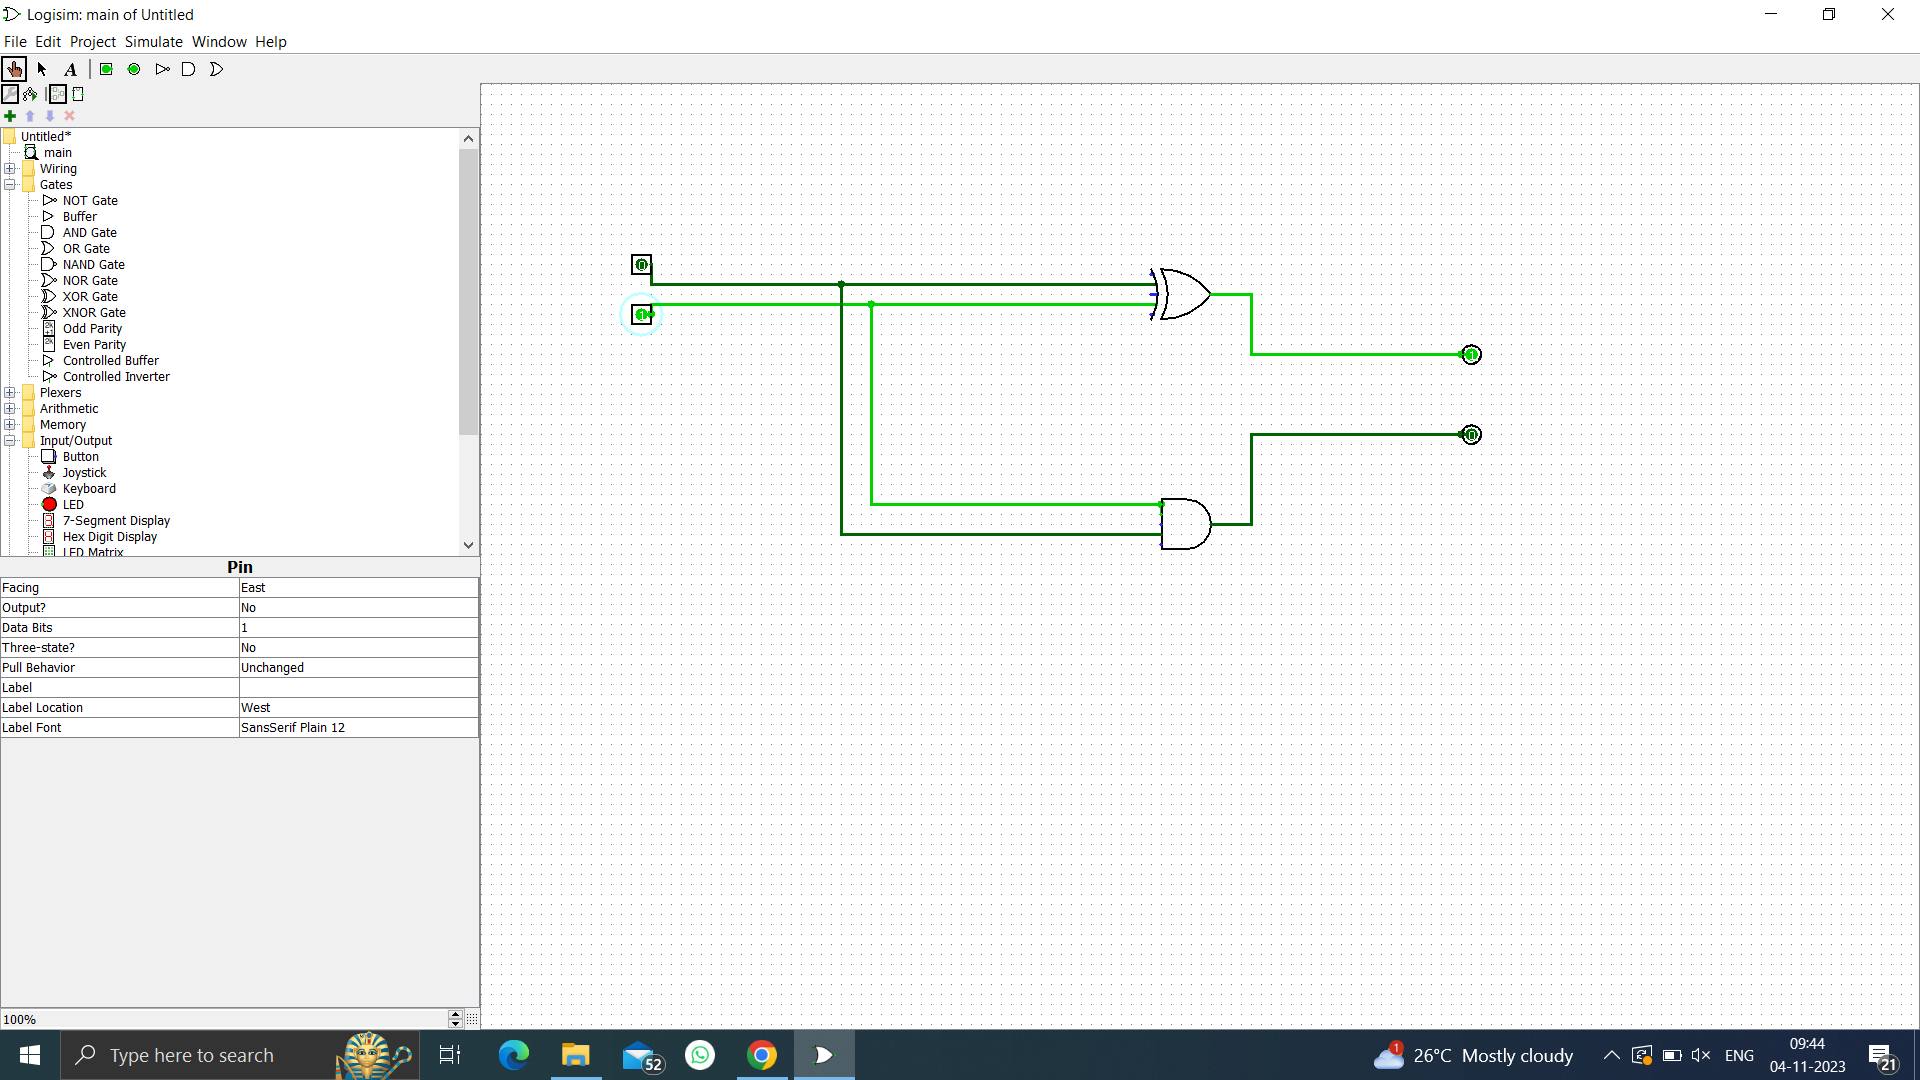 Logisim: main of Untitled
File Edit Project Simulate Window Help
A
Untitled*
main
Wiring
Gates
NOT Gate
Buffer
AND Gate
OR Gate
NAND Gate
NOR Gate
XOR Gate
XNOR Gate
Odd Parity
Even Parity
Controlled Buffer
Controlled Inverter
Plexers
Arithmetic
Memory
Input/Output
Button
Joystick
Keyboard
LED
7-Segment Display
Hex Digit Display
LED Matrix
Pin
Facing East
Output? No
Data Bits 1
Three-state? No
Pull Behavior Unchanged
Label
Label Location West
Label Font SansSerif Plain 12
100%
0
1
1
0
Type here to search
52
1
26°C Mostly cloudy
ENG
09:44
04-11-2023
21